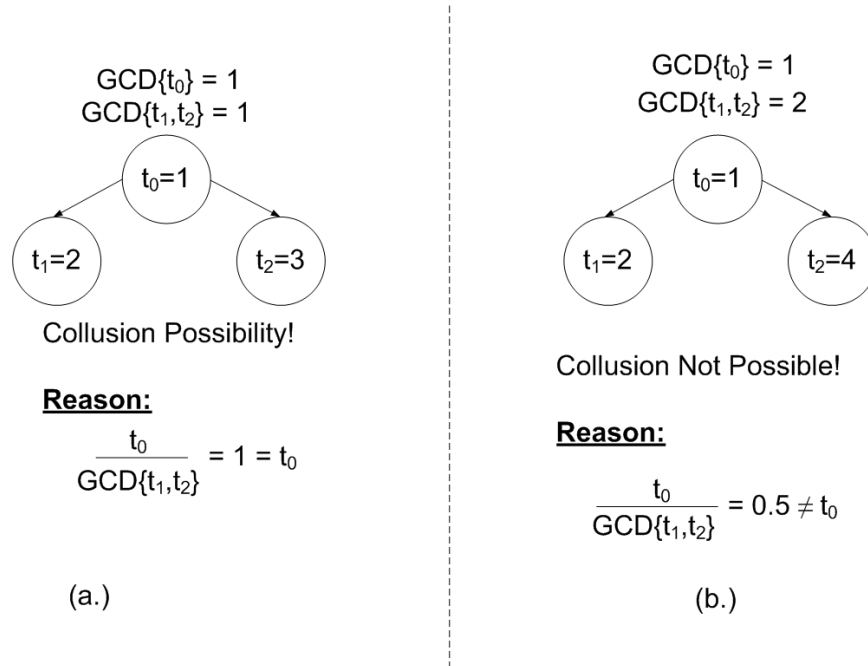 GCD{t₀} = 1
GCD{t₁,t₂} = 1
t₀=1
t₁=2
t₂=3
Collusion Possibility!
Reason:
t₀
GCD{t₁,t₂}
= 1 = t₀
(a.)
GCD{t₀} = 1
GCD{t₁,t₂} = 2
t₀=1
t₁=2
t₂=4
Collusion Not Possible!
Reason:
t₀
GCD{t₁,t₂}
= 0.5 ≠ t₀
(b.)